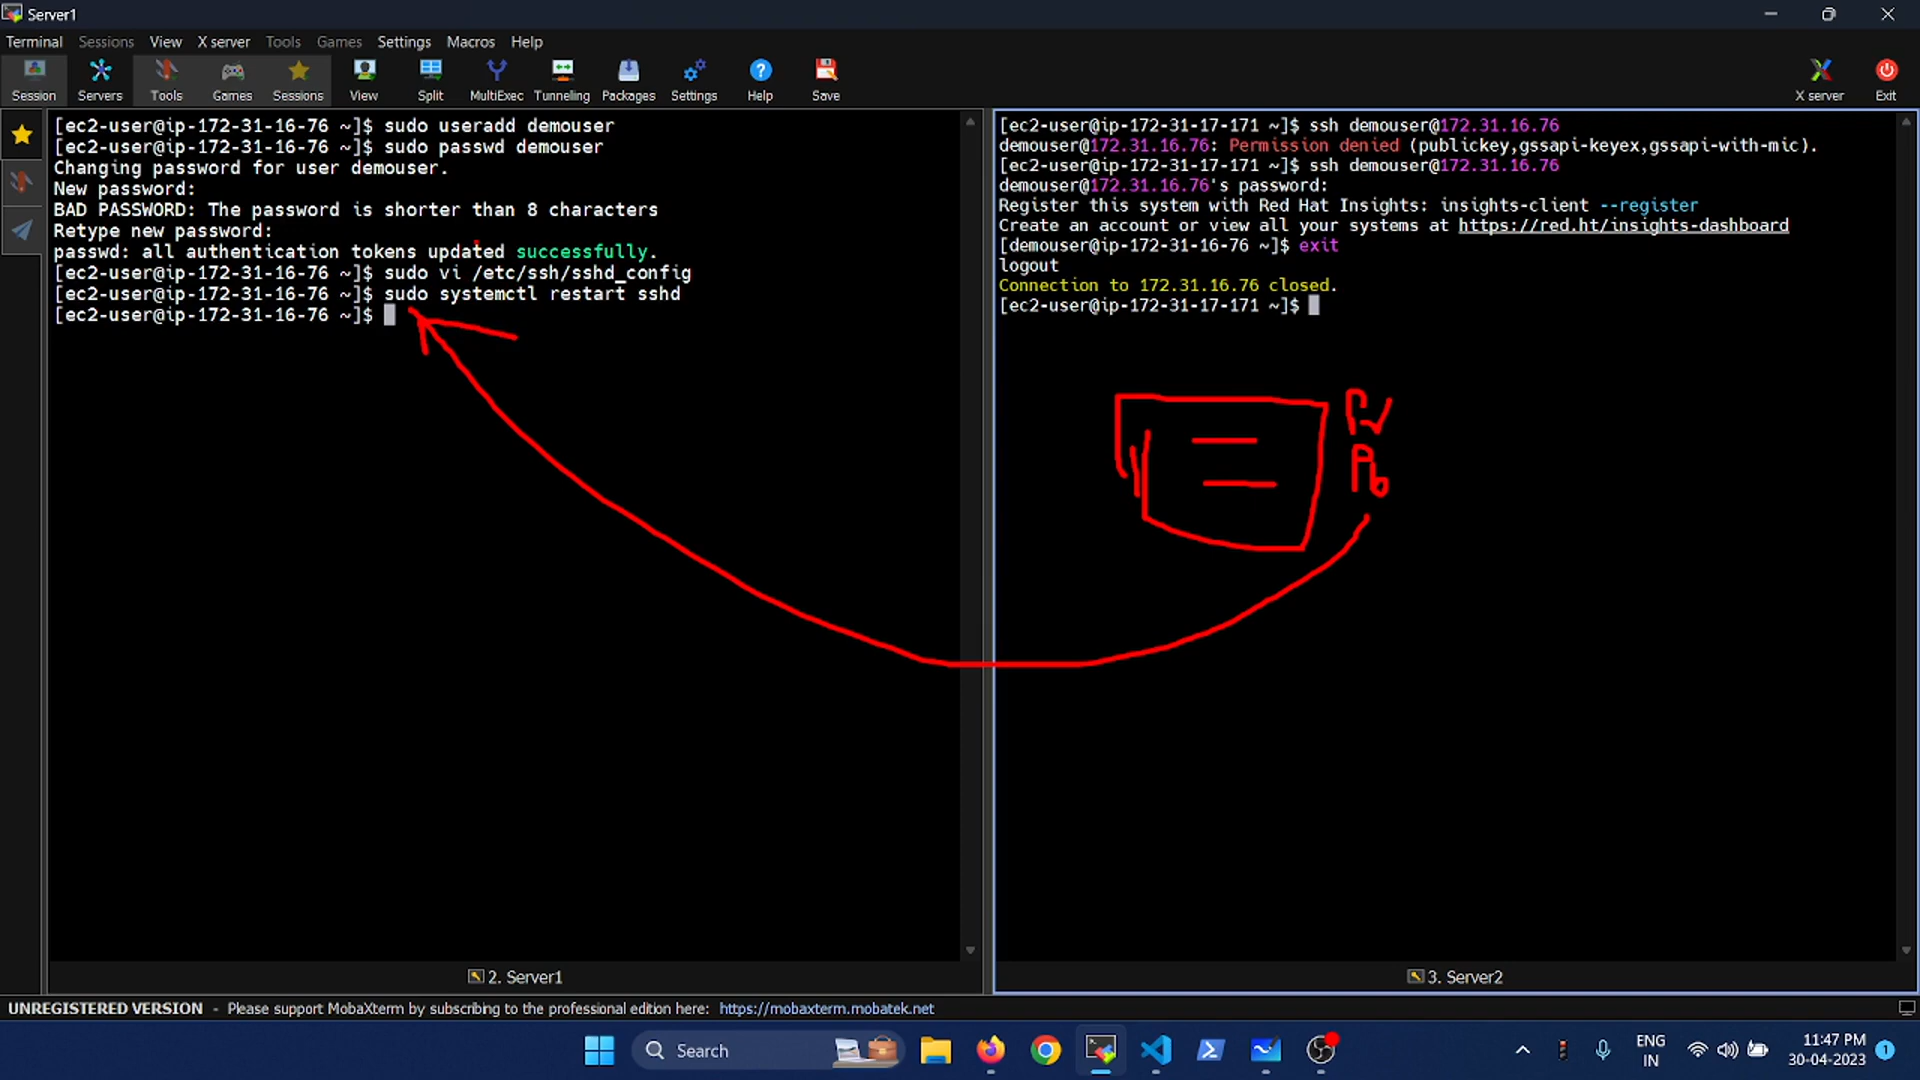 Server1
Terminal Sessions View X server Tools Games Settings Macros Help
Session Servers Tools Games Sessions View Split MultiExec Tunneling Packages Settings Help Save X server Exit
[ec2-user@ip-172-31-16-76 ~]$ sudo useradd demouser
[ec2-user@ip-172-31-16-76 ~]$ sudo passwd demouser
Changing password for user demouser.
New password:
BAD PASSWORD: The password is shorter than 8 characters
Retype new password:
passwd: all authentication tokens updated successfully.
[ec2-user@ip-172-31-16-76 ~]$ sudo vi /etc/ssh/sshd_config
[ec2-user@ip-172-31-16-76 ~]$ sudo systemctl restart sshd
[ec2-user@ip-172-31-16-76 ~]$
[ec2-user@ip-172-31-17-171 ~]$ ssh demouser@172.31.16.76
demouser@172.31.16.76: Permission denied (publickey,gssapi-keyex,gssapi-with-mic).
[ec2-user@ip-172-31-17-171 ~]$ ssh demouser@172.31.16.76
demouser@172.31.16.76's password:
Register this system with Red Hat Insights: insights-client --register
Create an account or view all your systems at https://red.ht/insights-dashboard
[demouser@ip-172-31-16-76 ~]$ exit
logout
Connection to 172.31.16.76 closed.
[ec2-user@ip-172-31-17-171 ~]$
2. Server1
3. Server2
UNREGISTERED VERSION - Please support MobaXterm by subscribing to the professional edition here: https://mobaxterm.mobatek.net
Search
ENG
IN
11:47 PM
30-04-2023
1